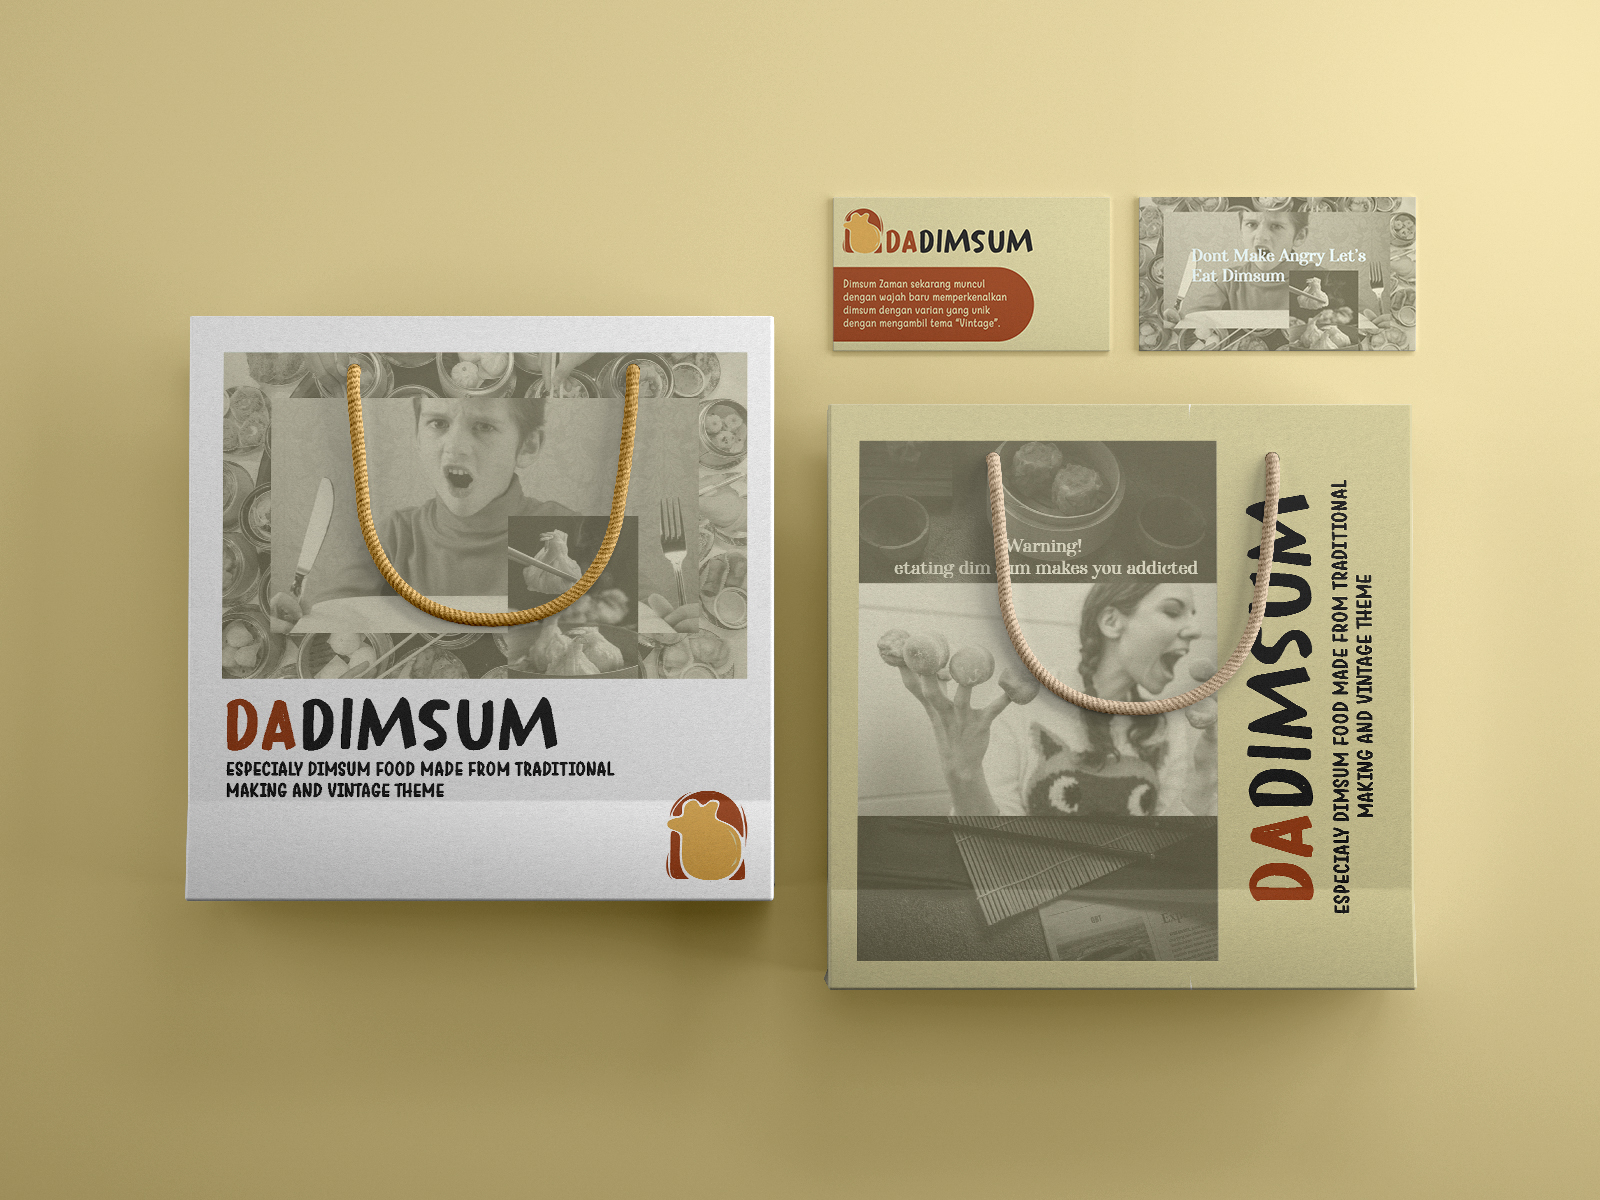 DADIMSUM
ESPECIALY DIMSUM FOOD MADE FROM TRADITIONAL
MAKING AND VINTAGE THEME
DADIMSUM
Dimsum Zaman sekarang muncul
dengan wajah baru memperkenalkan
dimsum dengan varian yang unik
dengan mengambil tema “Vintage”.
Dont Make Angry Let's
Eat Dimsum
Warning!
etating dim sum makes you addicted
DADIMSUM
ESPECIALY DIMSUM FOOD MADE FROM TRADITIONAL
MAKING AND VINTAGE THEME